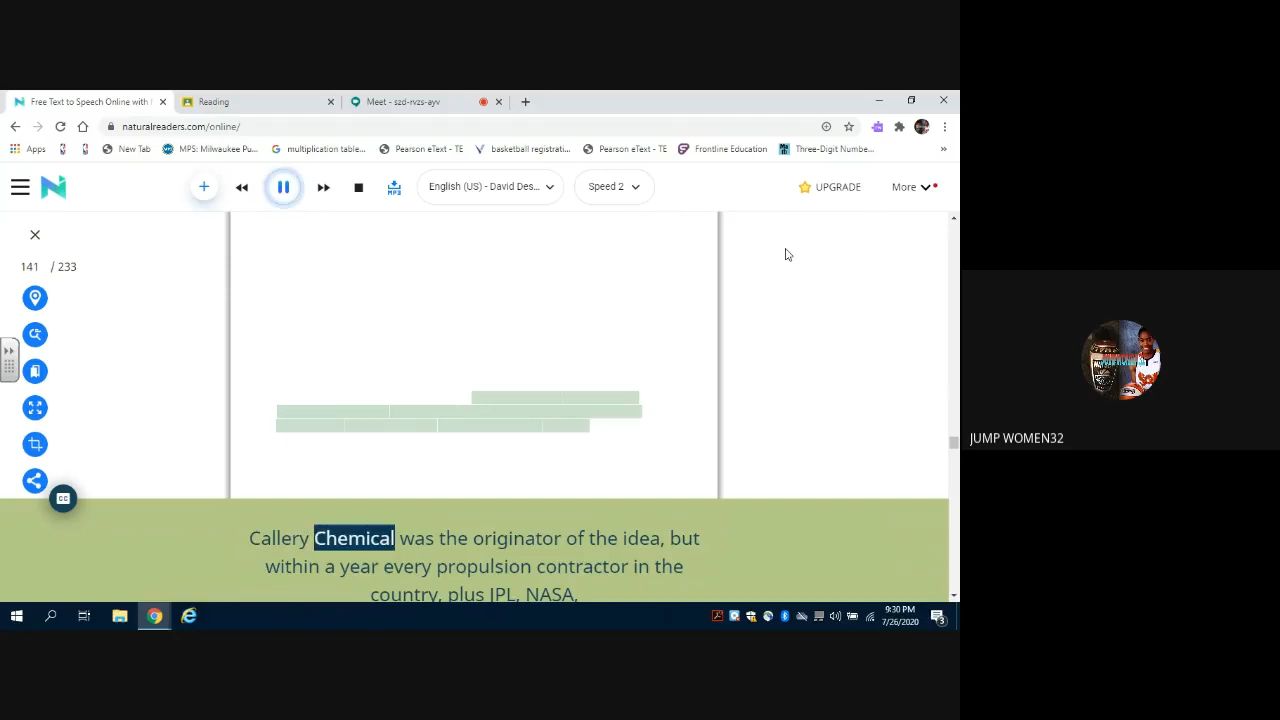 Free Text to Speech Online with
Reading
Meet - szd-rvzs-ayv
naturalreaders.com/online/
Apps
New Tab
MPS: Milwaukee Pu...
multiplication table...
Pearson eText - TE
basketball registrati...
Pearson eText - TE
Frontline Education
Three-Digit Numbe...
»
MP3
English (US) - David Des...
Speed 2
UPGRADE
More
141 / 233
CC
Callery Chemical was the originator of the idea, but
within a year every propulsion contractor in the
country, plus JPL, NASA,
JUMP WOMEN32
9:30 PM
7/26/2020
3